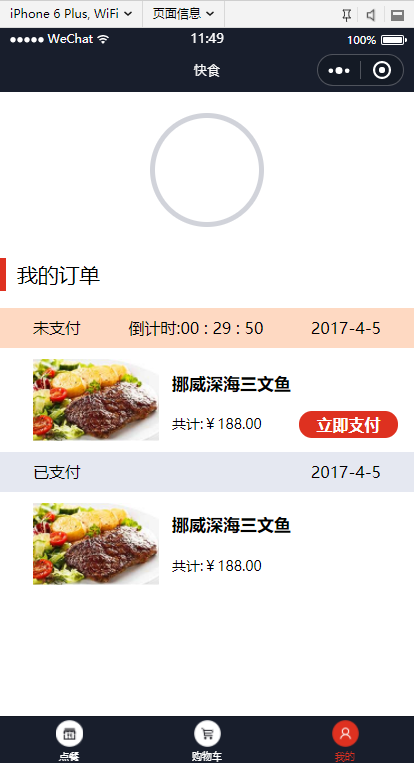 iPhone 6 Plus, WiFi 页面信息
WeChat 11:49 100%
快食
我的订单
未支付 倒计时:00 : 29 : 50 2017-4-5
挪威深海三文鱼
共计:￥188.00 立即支付
已支付 2017-4-5
挪威深海三文鱼
共计:￥188.00
点餐 购物车 我的